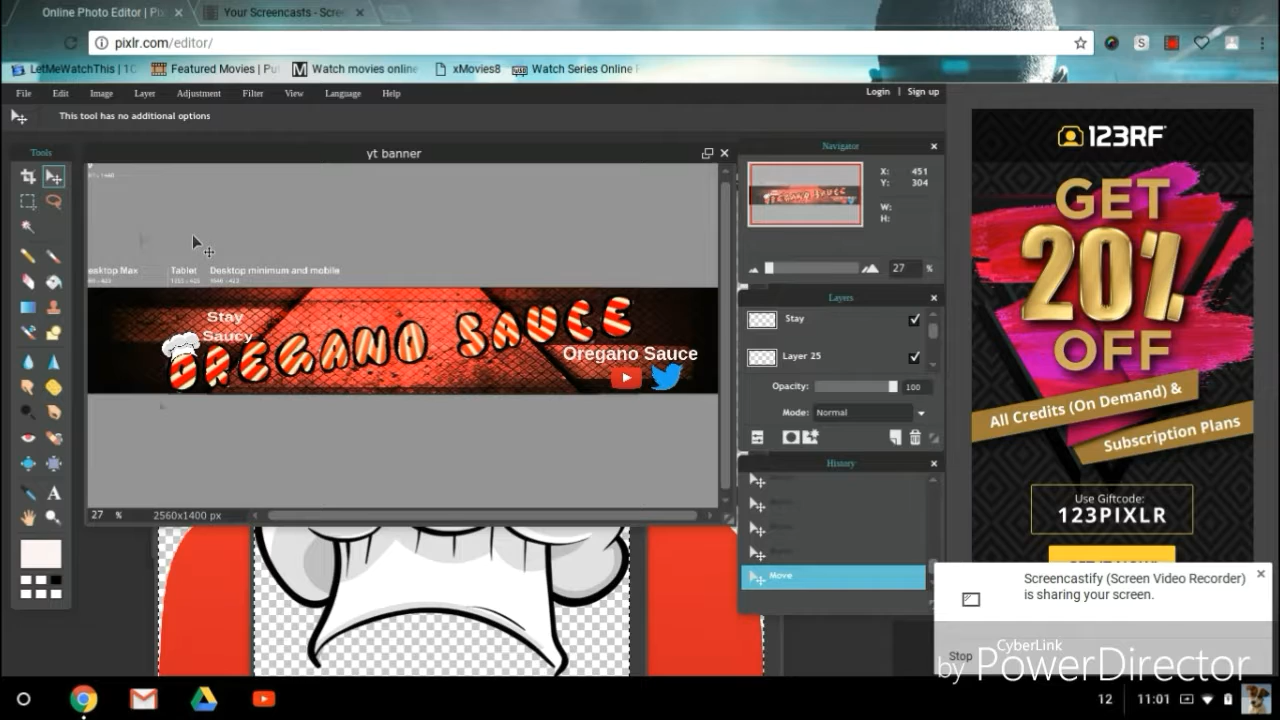 Online Photo Editor | Pix
Your Screencasts - Scree
pixlr.com/editor/
LetMeWatchThis | 1C
Featured Movies | Pu
Watch movies online
xMovies8
Watch Series Online F
File Edit Image Layer Adjustment Filter View Language Help
Login | Sign up
This tool has no additional options
Tools
yt banner
Tablet
Desktop minimum and mobile
Stay
Saucy
OREGANO SAUCE
Oregano Sauce
27 % 2560x1400 px
Navigator
X: 451
Y: 304
W:
H:
27 %
Layers
Stay
Layer 25
Opacity: 100
Mode: Normal
History
Move
123RF
GET
20%
OFF
All Credits (On Demand) &
Subscription Plans
Use Giftcode:
123PIXLR
Screencastify (Screen Video Recorder)
is sharing your screen.
Stop
CyberLink
by PowerDirector
12 11:01